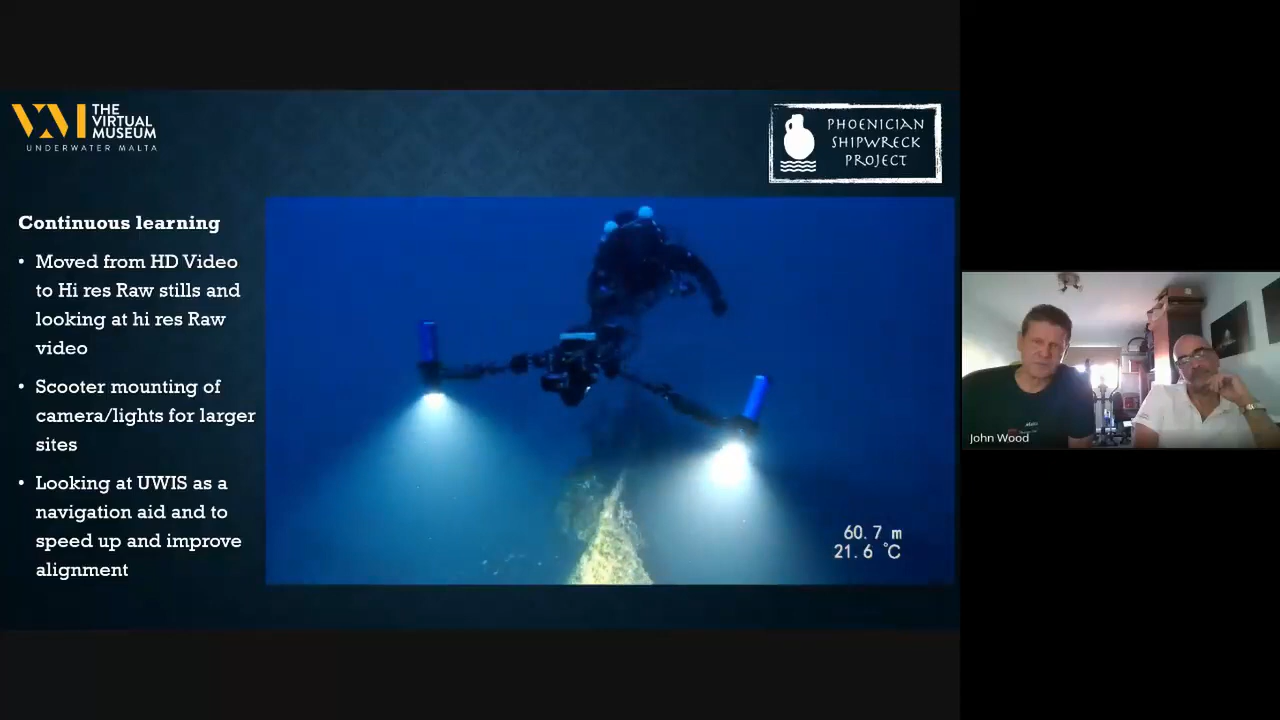 THE
VIRTUAL
MUSEUM
UNDERWATER MALTA
PHOENICIAN
SHIPWRECK
PROJECT
Continuous learning
• Moved from HD Video
to Hi res Raw stills and
looking at hi res Raw
video
• Scooter mounting of
camera/lights for larger
sites
• Looking at UWIS as a
navigation aid and to
speed up and improve
alignment
60.7 m
21.6 °C
John Wood